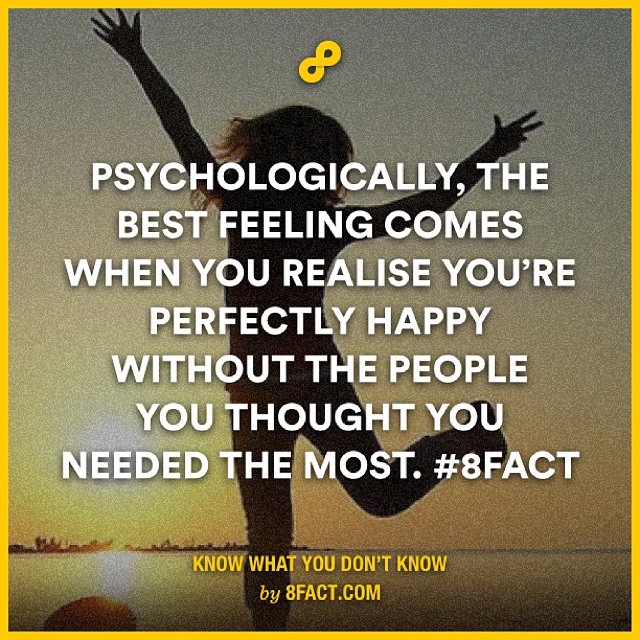 PSYCHOLOGICALLY, THE
BEST FEELING COMES
WHEN YOU REALISE YOU'RE
PERFECTLY HAPPY
WITHOUT THE PEOPLE
YOU THOUGHT YOU
NEEDED THE MOST. #8FACT
KNOW WHAT YOU DON'T KNOW
by 8FACT.COM